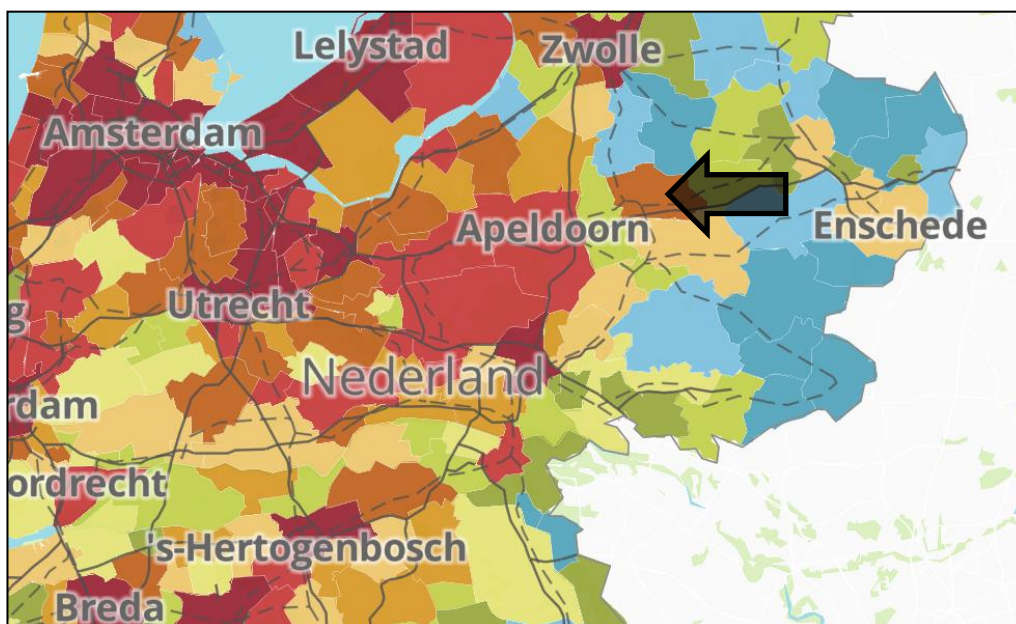 Lelystad
Zwolle
Amsterdam
Apeldoorn
Enschede
g
Utrecht
Nederland
rdam
ordrecht
's-Hertogenbosch
Breda